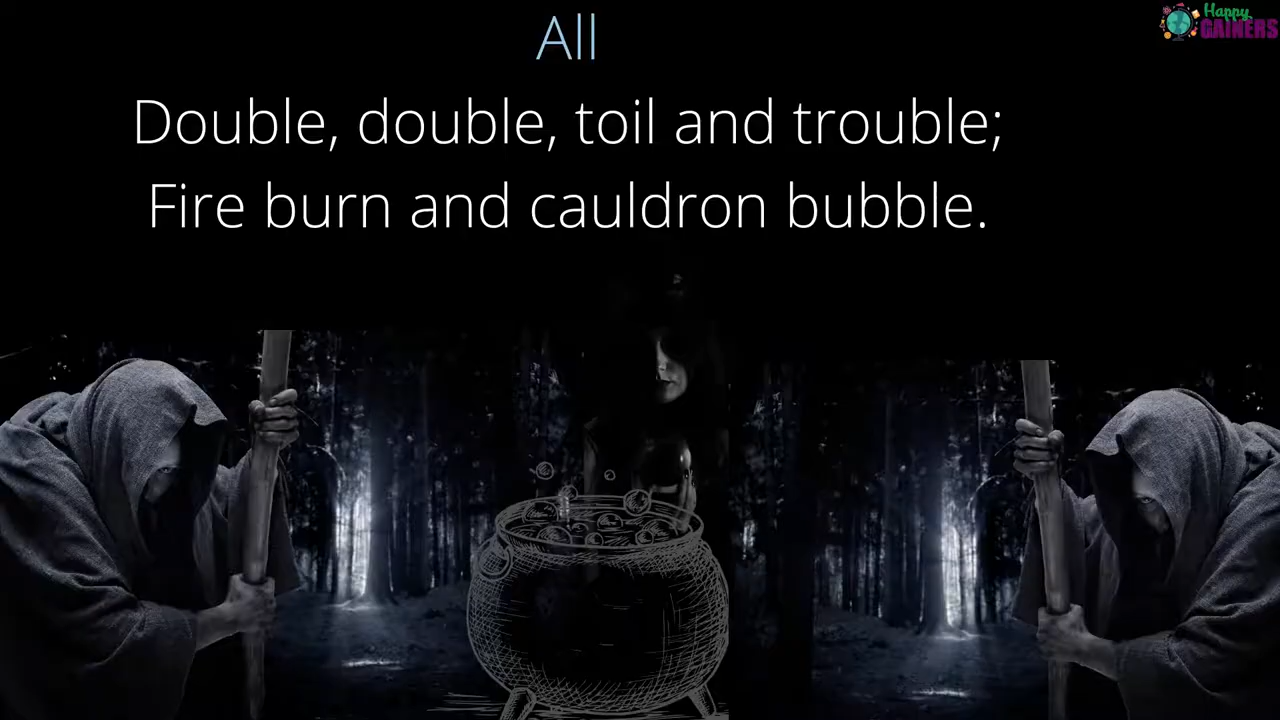 All
Happy
GAINERS
Double, double, toil and trouble;
Fire burn and cauldron bubble.